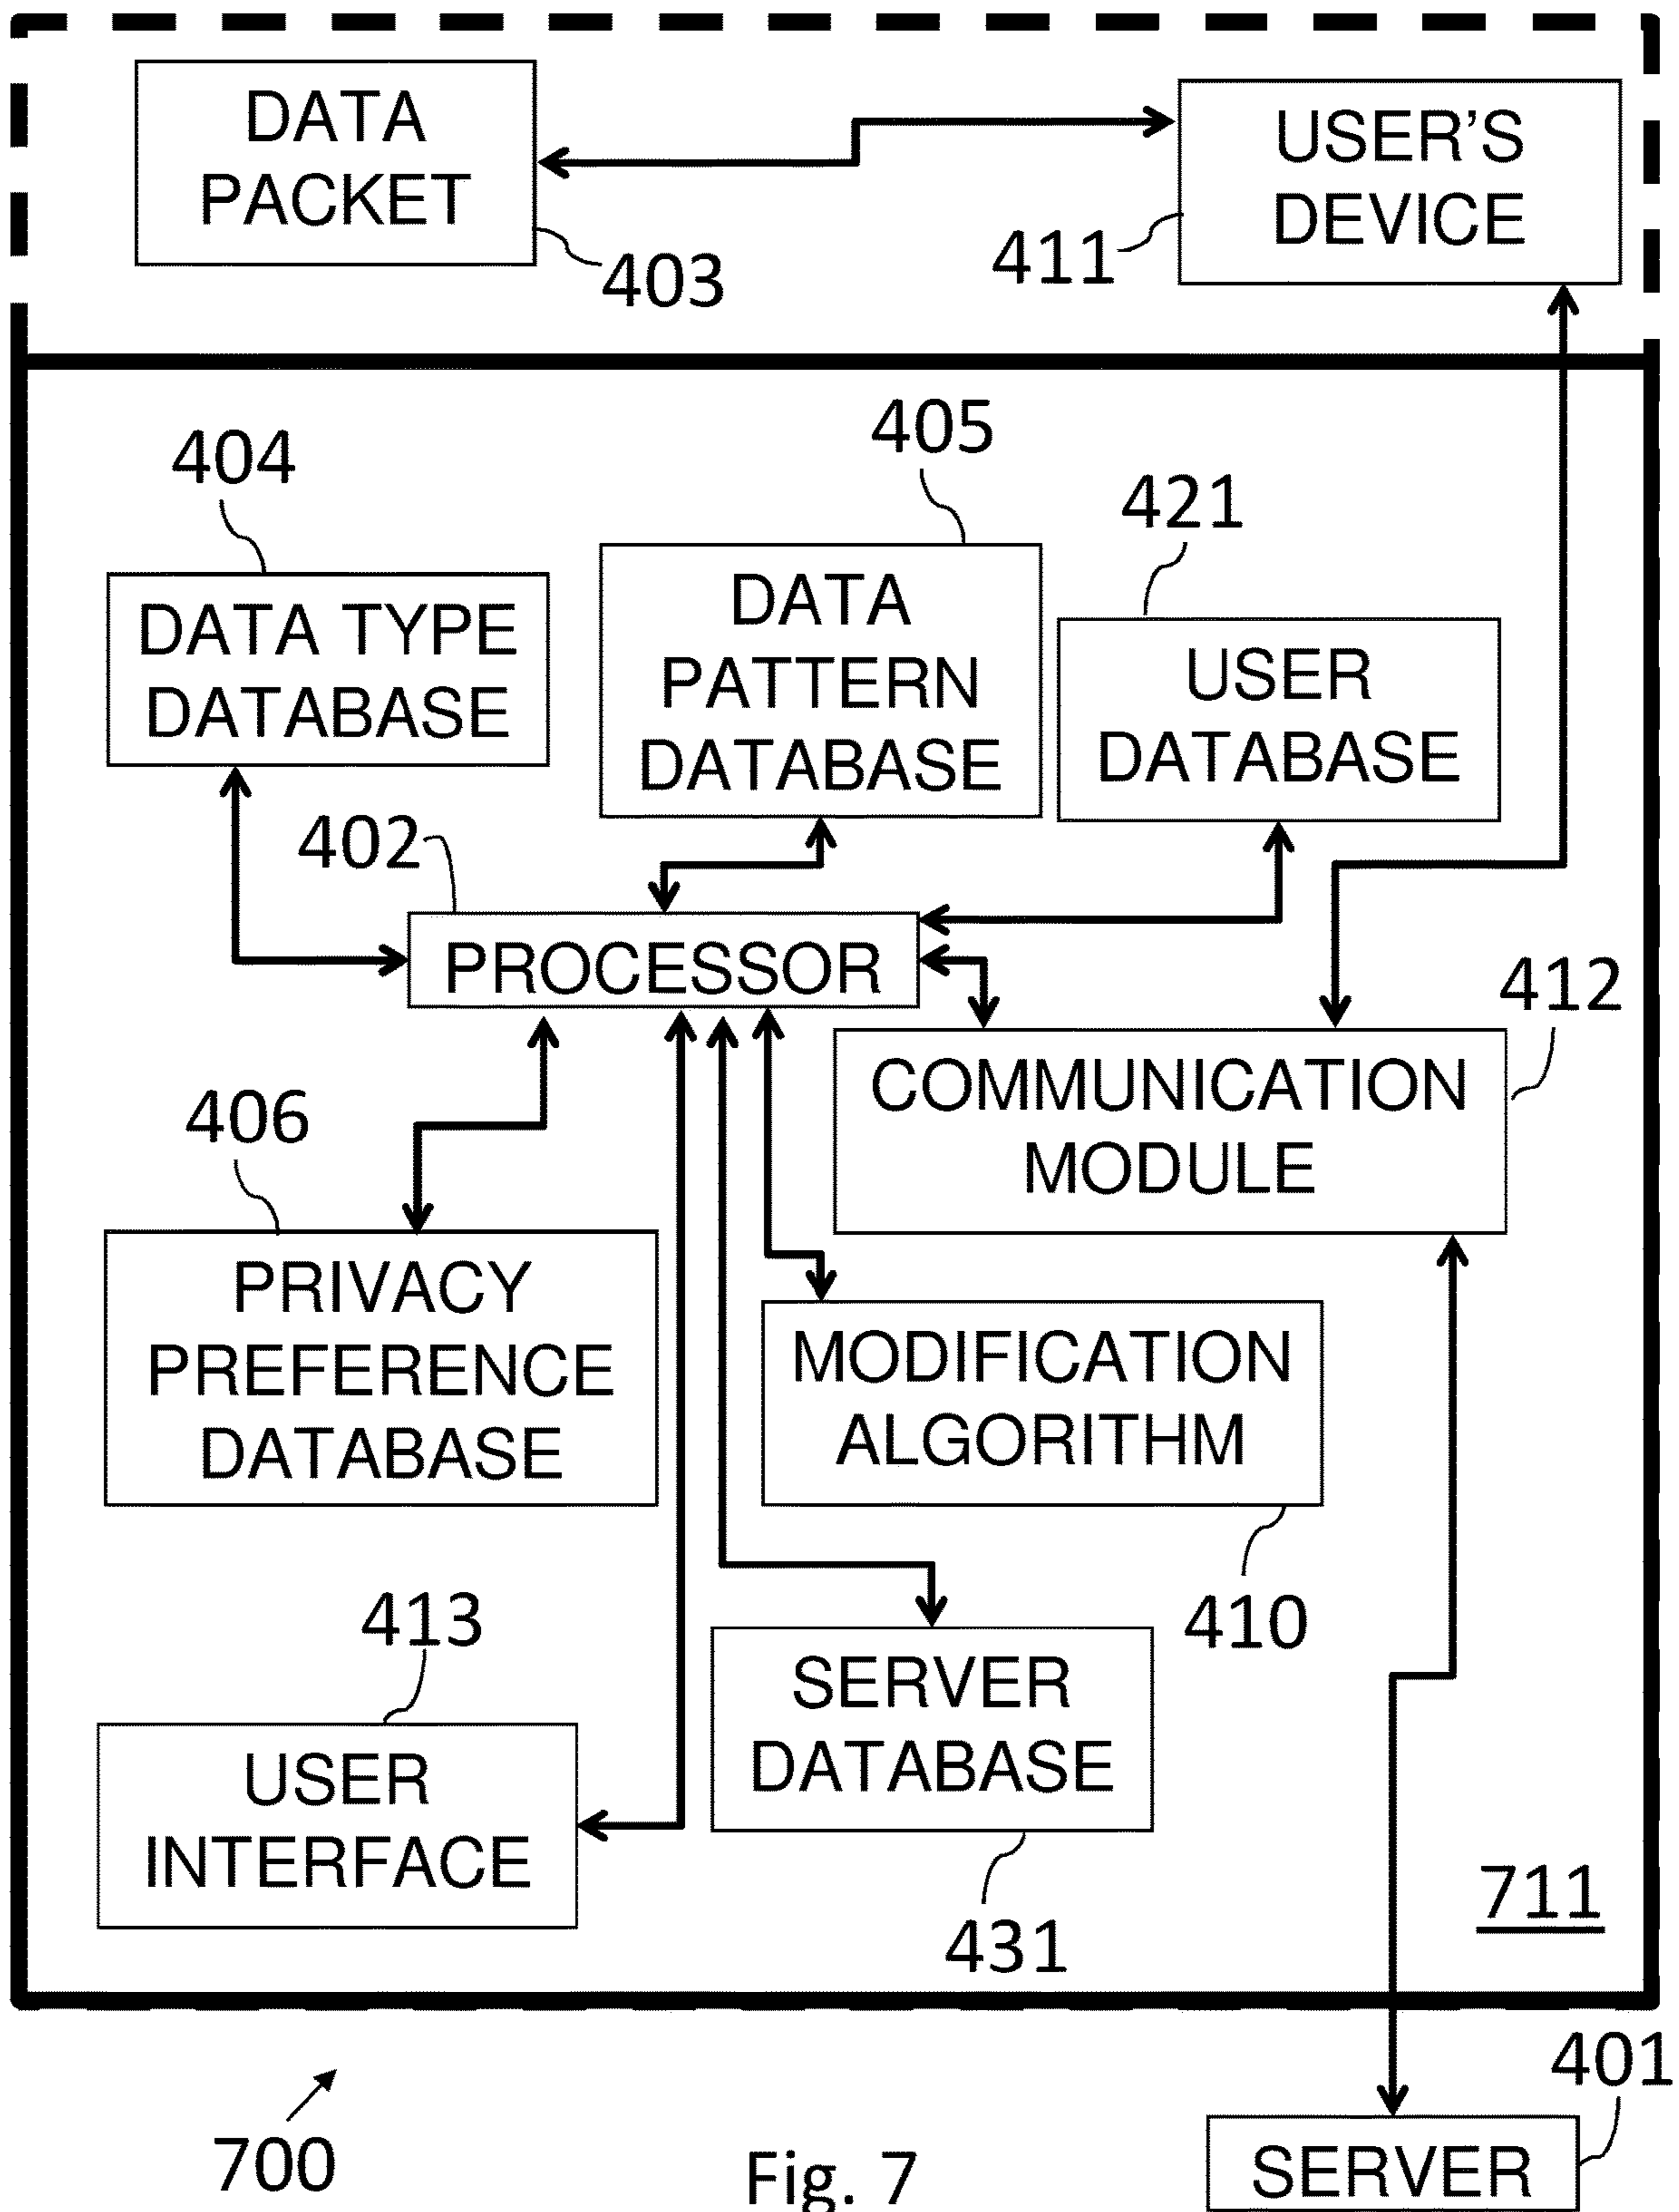 DATA
PACKET
403
USER'S
DEVICE
411
404
DATA TYPE
DATABASE
405
DATA
PATTERN
DATABASE
421
USER
DATABASE
402
PROCESSOR
412
COMMUNICATION
MODULE
406
PRIVACY
PREFERENCE
DATABASE
MODIFICATION
ALGORITHM
410
413
USER
INTERFACE
SERVER
DATABASE
431
711
401
SERVER
700
Fig. 7